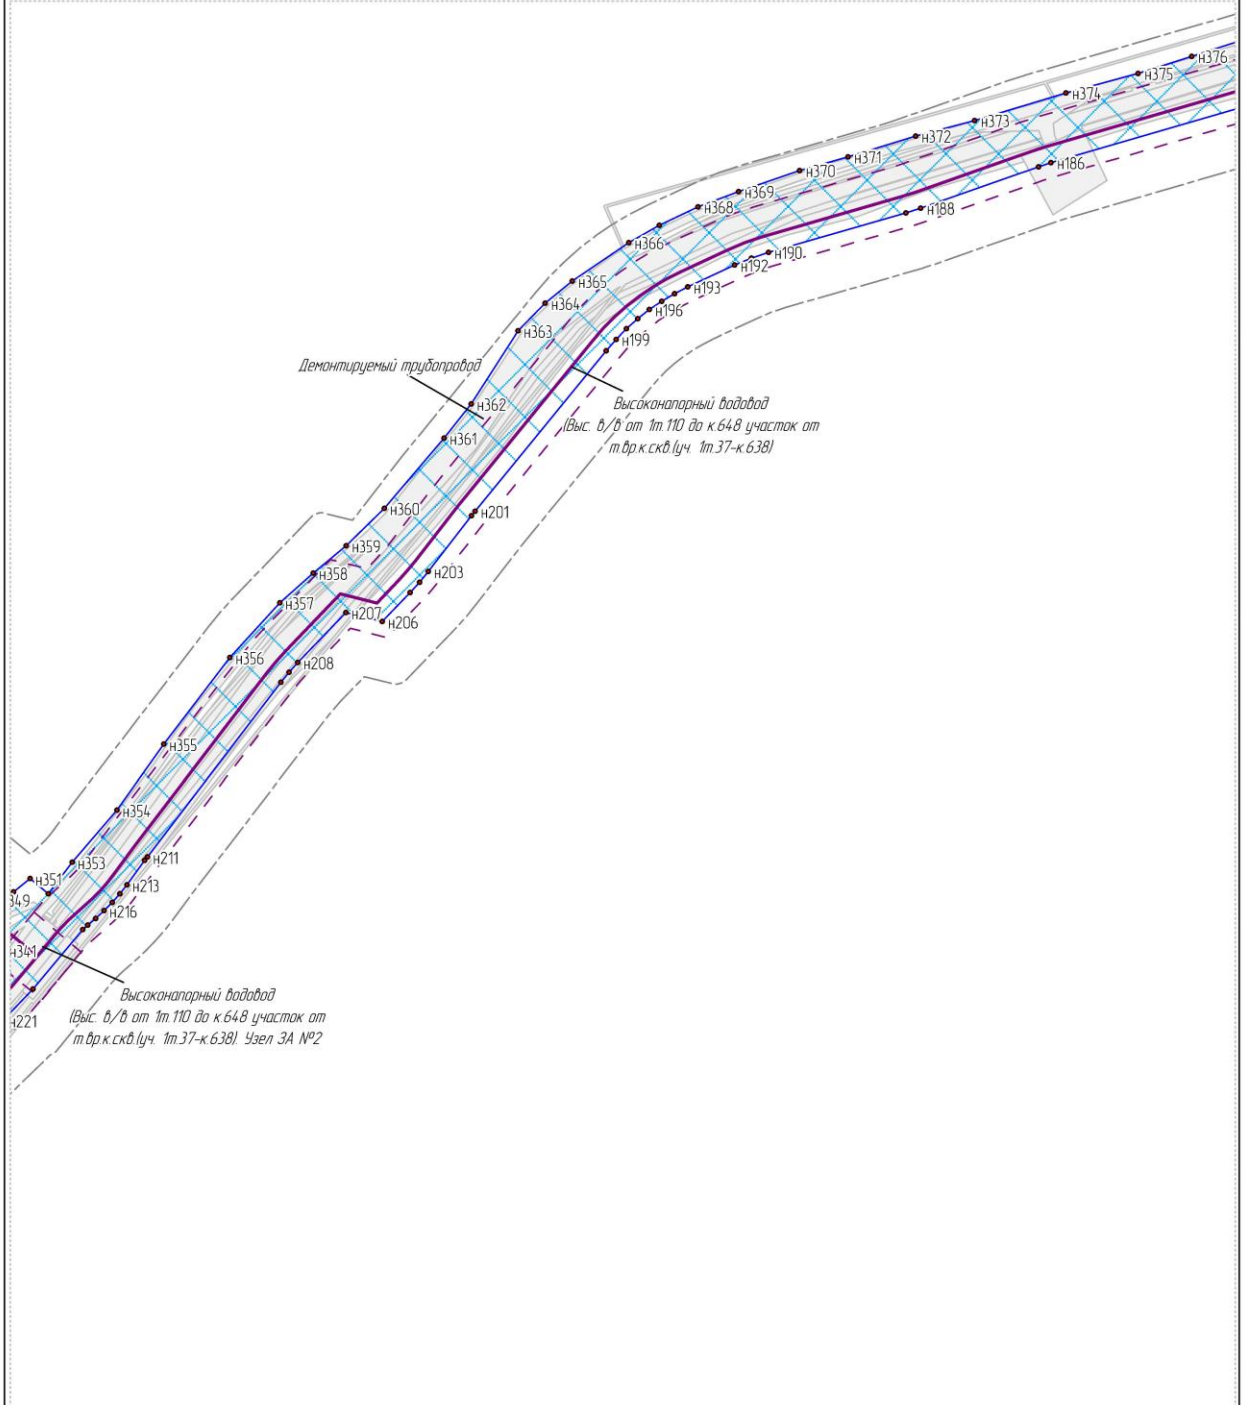 н376
н375
н374
н373
н372
н371
н186
н370
н369
н368
н188
н366
н190
н192
н365
н193
н364
н196
н363
н199
Демонтируемый трубопровод
н362
Высоконапорный водовод
(Выс. в/в от 1т.110 до к.648 участок от
т.вр.к.скв.(уч. 1т.37-к.638)
н361
н360
н201
н359
н358
н203
н357
н207
н206
н356
н208
н355
н354
н353
н211
н351
н213
349
н216
н341
Высоконапорный водовод
(Выс. в/в от 1т.110 до к.648 участок от
т.вр.к.скв.(уч. 1т.37-к.638). Узел ЗА №2
н221